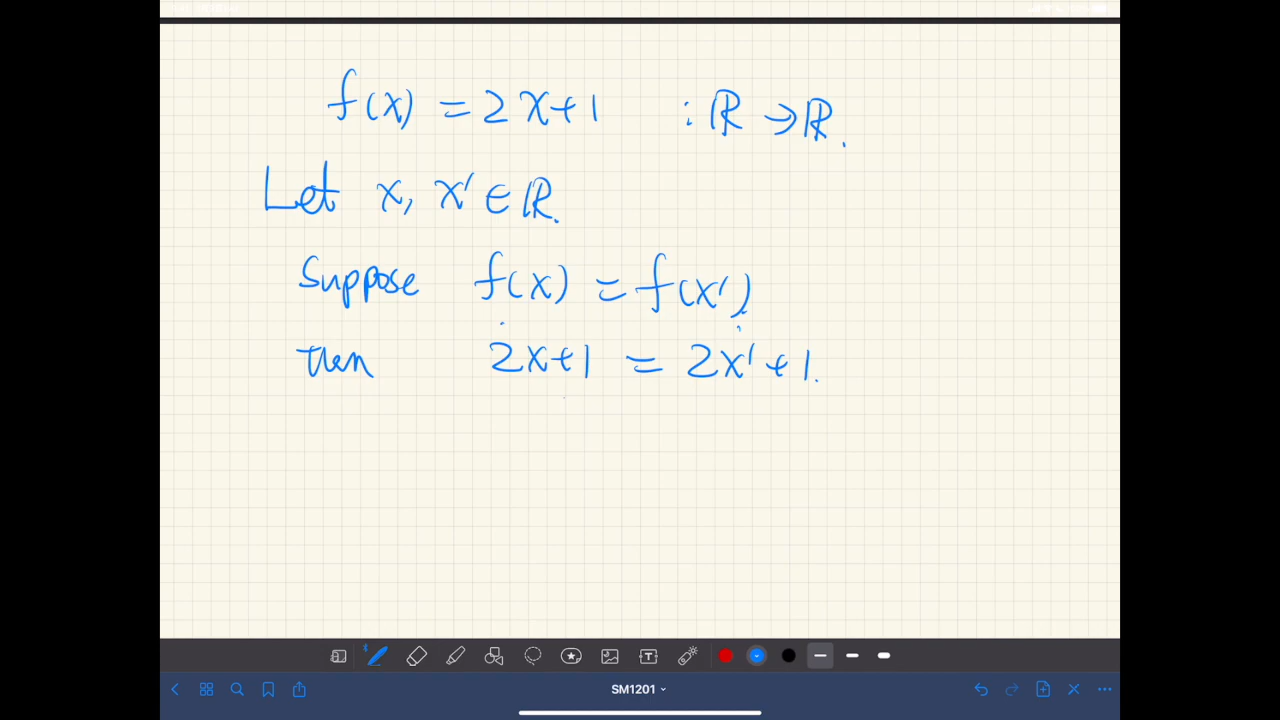 f(x) = 2x+1 : ℝ → ℝ.
Let x, x' ∈ ℝ.
Suppose f(x) = f(x')
then 2x+1 = 2x'+1.
SM1201